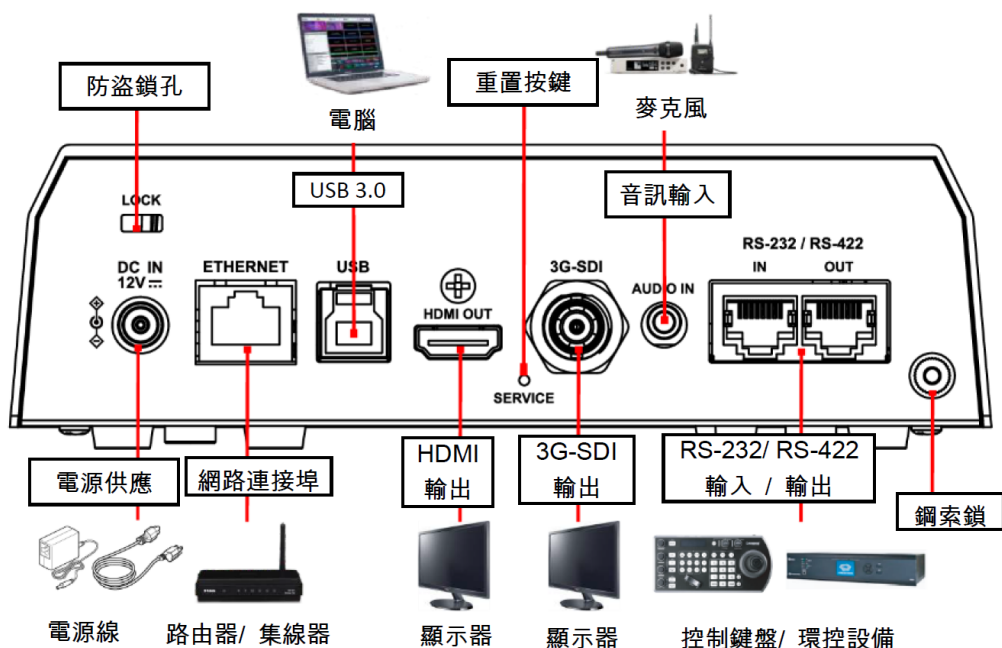 防盜鎖孔
電腦
重置按鍵
麥克風
USB 3.0
音訊輸入
LOCK
DC IN
12V
ETHERNET
USB
HDMI OUT
3G-SDI
AUDIO IN
RS-232 / RS-422
IN
OUT
SERVICE
電源供應
網路連接埠
HDMI
輸出
3G-SDI
輸出
RS-232/ RS-422
輸入 / 輸出
鋼索鎖
電源線
路由器/ 集線器
顯示器
顯示器
控制鍵盤/ 環控設備